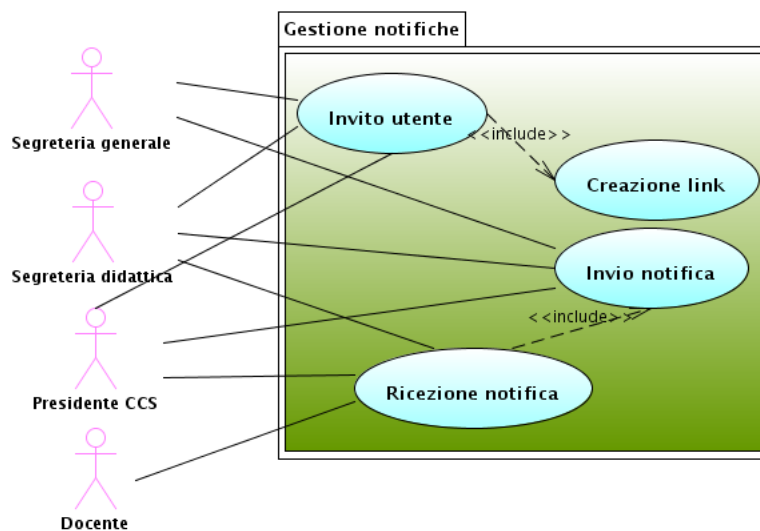 Gestione notifiche
Invito utente
<<include>>
Segreteria generale
Creazione link
Segreteria didattica
Invio notifica
<<include>>
Ricezione notifica
Presidente CCS
Docente